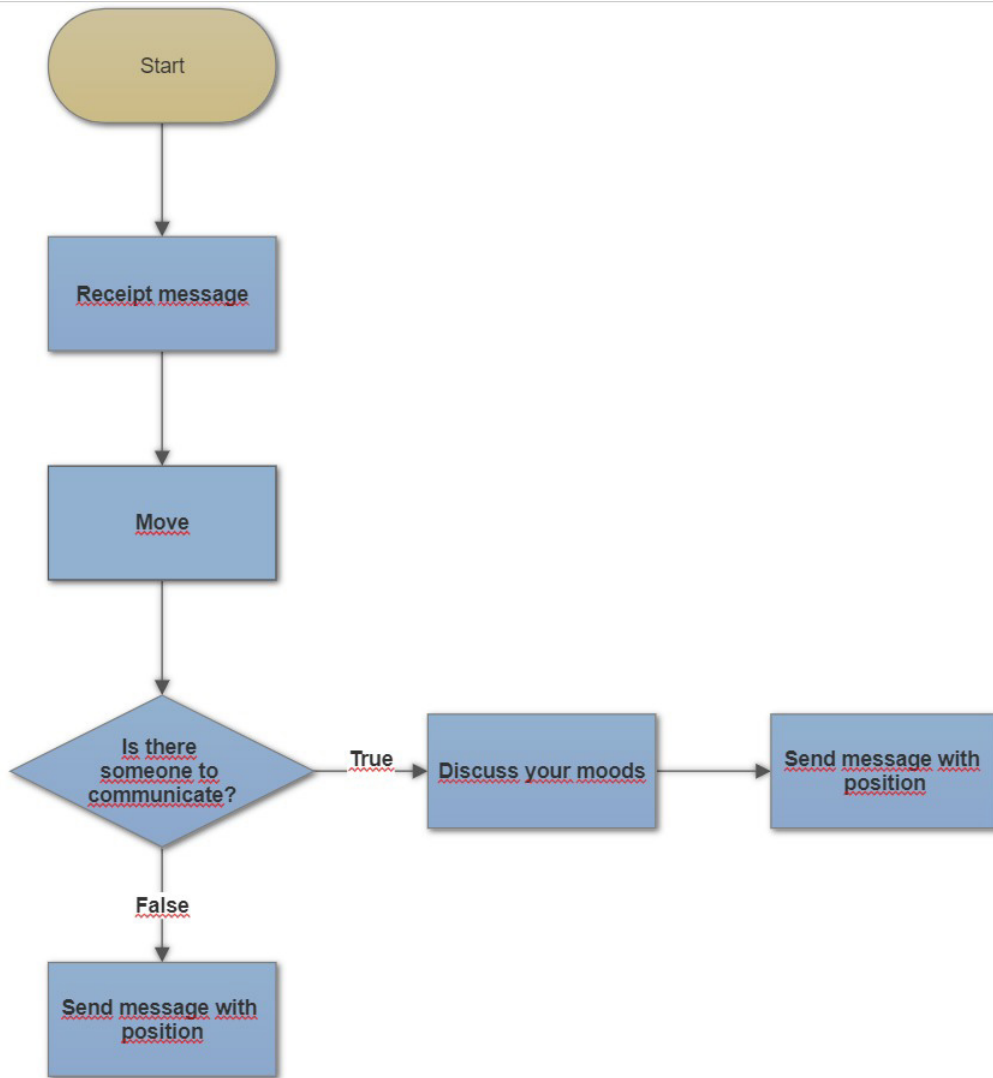 Start
Receipt message
Move
Is there
someone to
communicate?
True
Discuss your moods
Send message with
position
False
Send message with
position